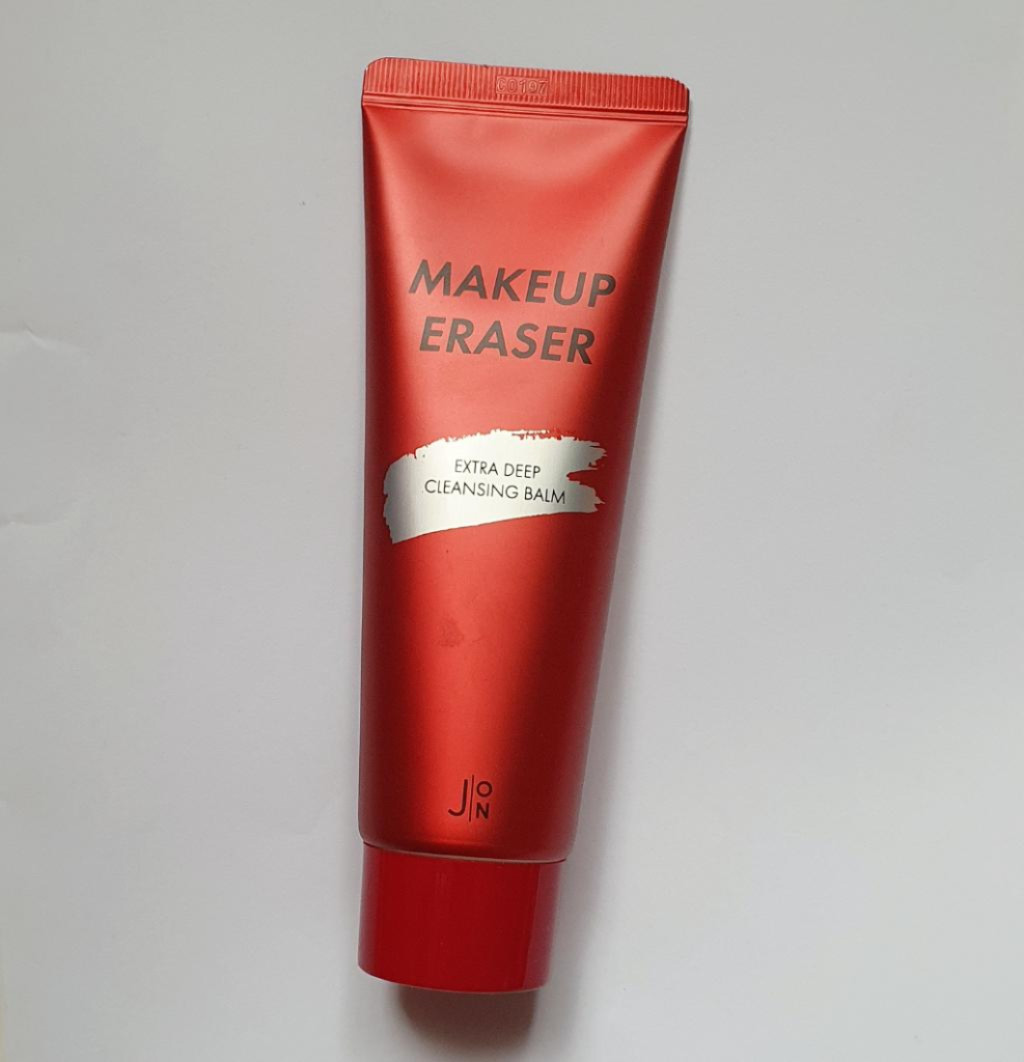 MAKEUP
ERASER
EXTRA DEEP
CLEANSING BALM
J|ON